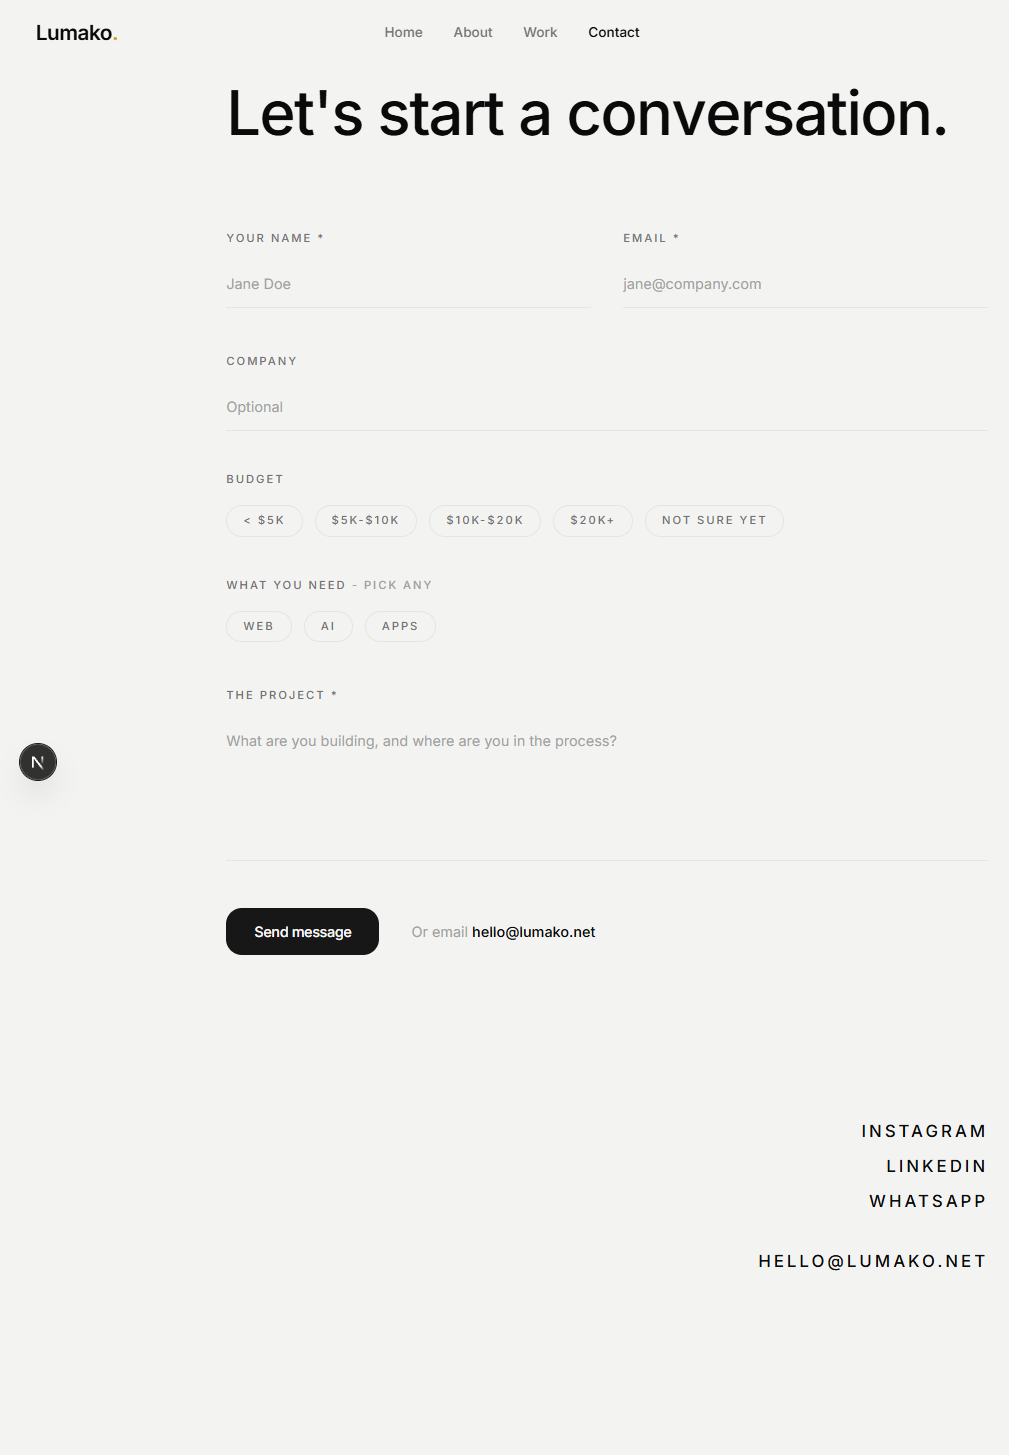 Lumako.
Home About Work Contact
Let's start a conversation.
YOUR NAME * EMAIL *
Jane Doe jane@company.com
COMPANY
Optional
BUDGET
< $5K $5K-$10K $10K-$20K $20K+ NOT SURE YET
WHAT YOU NEED - PICK ANY
WEB AI APPS
THE PROJECT *
What are you building, and where are you in the process?
N
Send message Or email hello@lumako.net
INSTAGRAM
LINKEDIN
WHATSAPP
HELLO@LUMAKO.NET